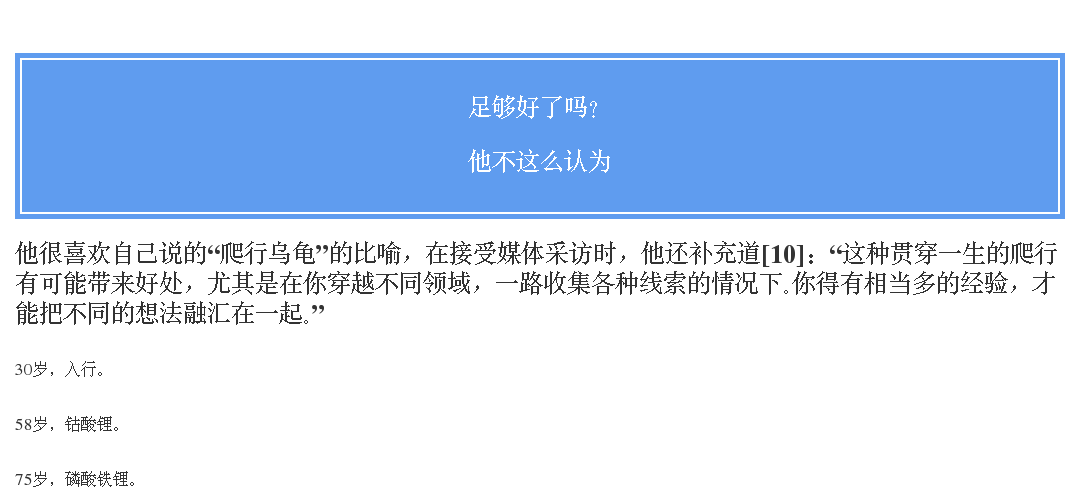 足够好了吗？
他不这么认为
他很喜欢自己说的“爬行乌龟”的比喻，在接受媒体采访时，他还补充道[10]：“这种贯穿一生的爬行
有可能带来好处，尤其是在你穿越不同领域，一路收集各种线索的情况下。你得有相当多的经验，才
能把不同的想法融汇在一起。”
30岁，入行。
58岁，钴酸锂。
75岁，磷酸铁锂。